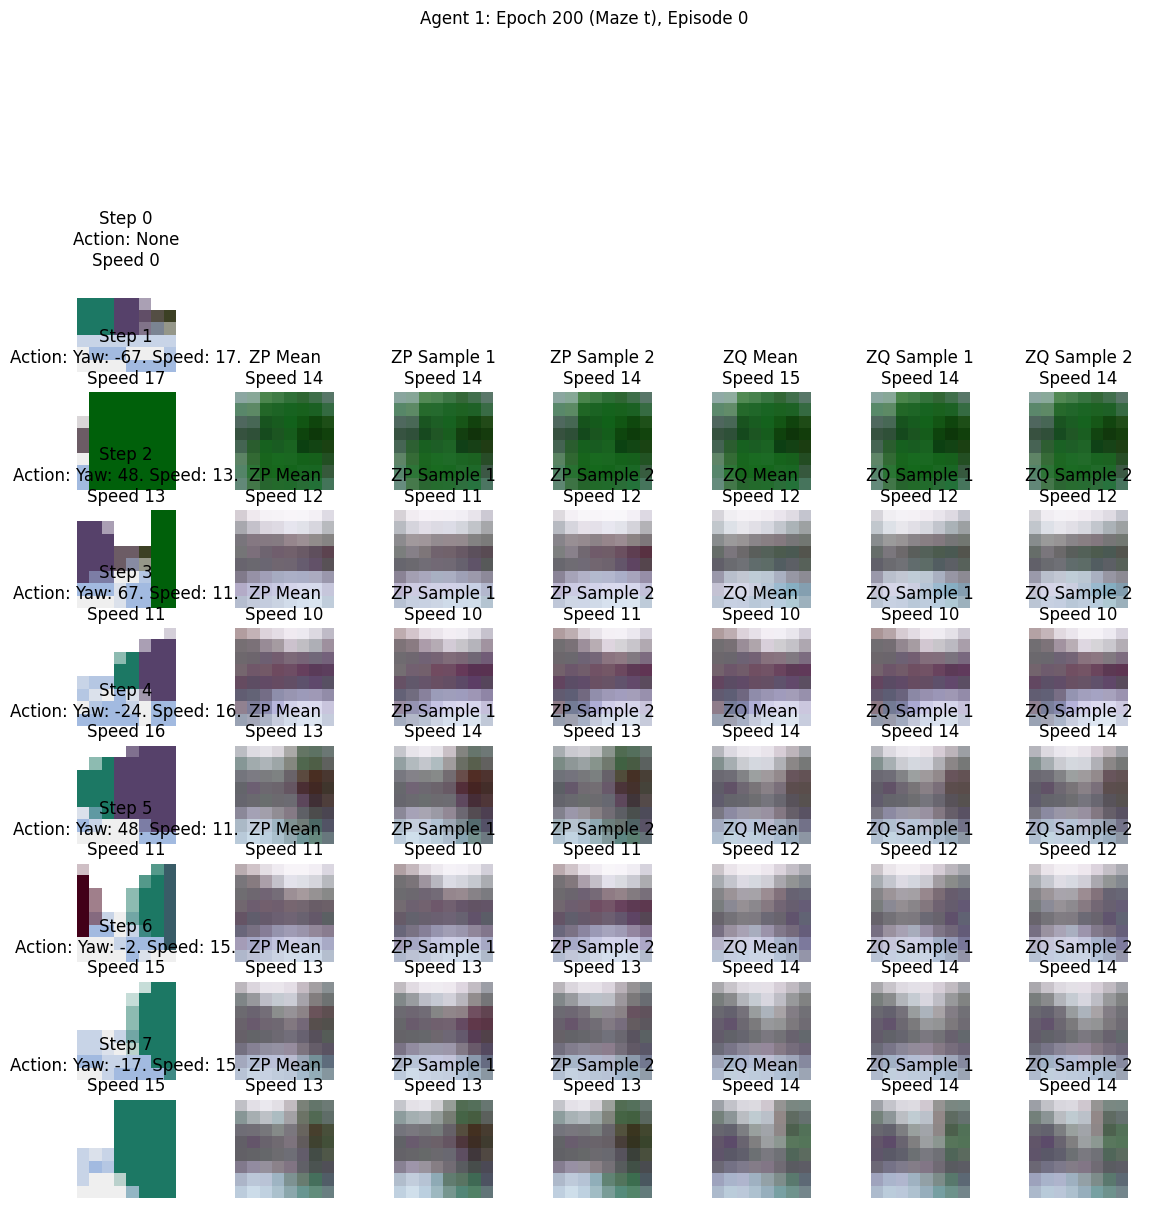 Agent 1: Epoch 200 (Maze t), Episode 0
Step 0
Action: None
Speed 0
Step 1
Action: Yaw: -67. Speed: 17.
Speed 17
ZP Mean
Speed 14
ZP Sample 1
Speed 14
ZP Sample 2
Speed 14
ZQ Mean
Speed 15
ZQ Sample 1
Speed 14
ZQ Sample 2
Speed 14
Step 2
Action: Yaw: 48. Speed: 13.
Speed 13
ZP Mean
Speed 12
ZP Sample 1
Speed 11
ZP Sample 2
Speed 12
ZQ Mean
Speed 12
ZQ Sample 1
Speed 12
ZQ Sample 2
Speed 12
Step 3
Action: Yaw: 67. Speed: 11.
Speed 11
ZP Mean
Speed 10
ZP Sample 1
Speed 10
ZP Sample 2
Speed 11
ZQ Mean
Speed 10
ZQ Sample 1
Speed 10
ZQ Sample 2
Speed 10
Step 4
Action: Yaw: -24. Speed: 16.
Speed 16
ZP Mean
Speed 13
ZP Sample 1
Speed 14
ZP Sample 2
Speed 13
ZQ Mean
Speed 14
ZQ Sample 1
Speed 14
ZQ Sample 2
Speed 14
Step 5
Action: Yaw: 48. Speed: 11.
Speed 11
ZP Mean
Speed 11
ZP Sample 1
Speed 10
ZP Sample 2
Speed 11
ZQ Mean
Speed 12
ZQ Sample 1
Speed 12
ZQ Sample 2
Speed 12
Step 6
Action: Yaw: -2. Speed: 15.
Speed 15
ZP Mean
Speed 13
ZP Sample 1
Speed 13
ZP Sample 2
Speed 13
ZQ Mean
Speed 14
ZQ Sample 1
Speed 14
ZQ Sample 2
Speed 14
Step 7
Action: Yaw: -17. Speed: 15.
Speed 15
ZP Mean
Speed 13
ZP Sample 1
Speed 13
ZP Sample 2
Speed 13
ZQ Mean
Speed 14
ZQ Sample 1
Speed 14
ZQ Sample 2
Speed 14